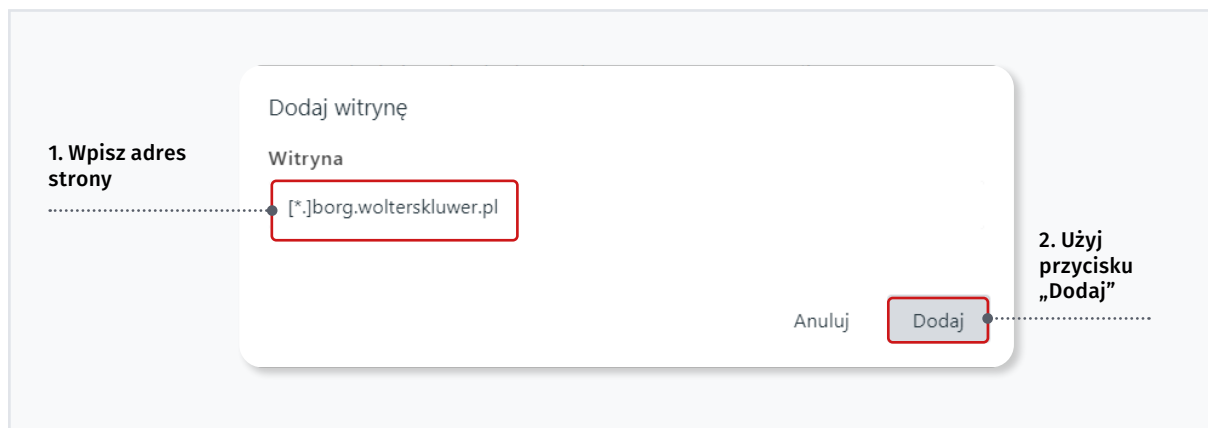 Dodaj witrynę
1. Wpisz adres
strony
Witryna
[*.]borg.wolterskluwer.pl
2. Użyj
przycisku
„Dodaj”
Anuluj
Dodaj